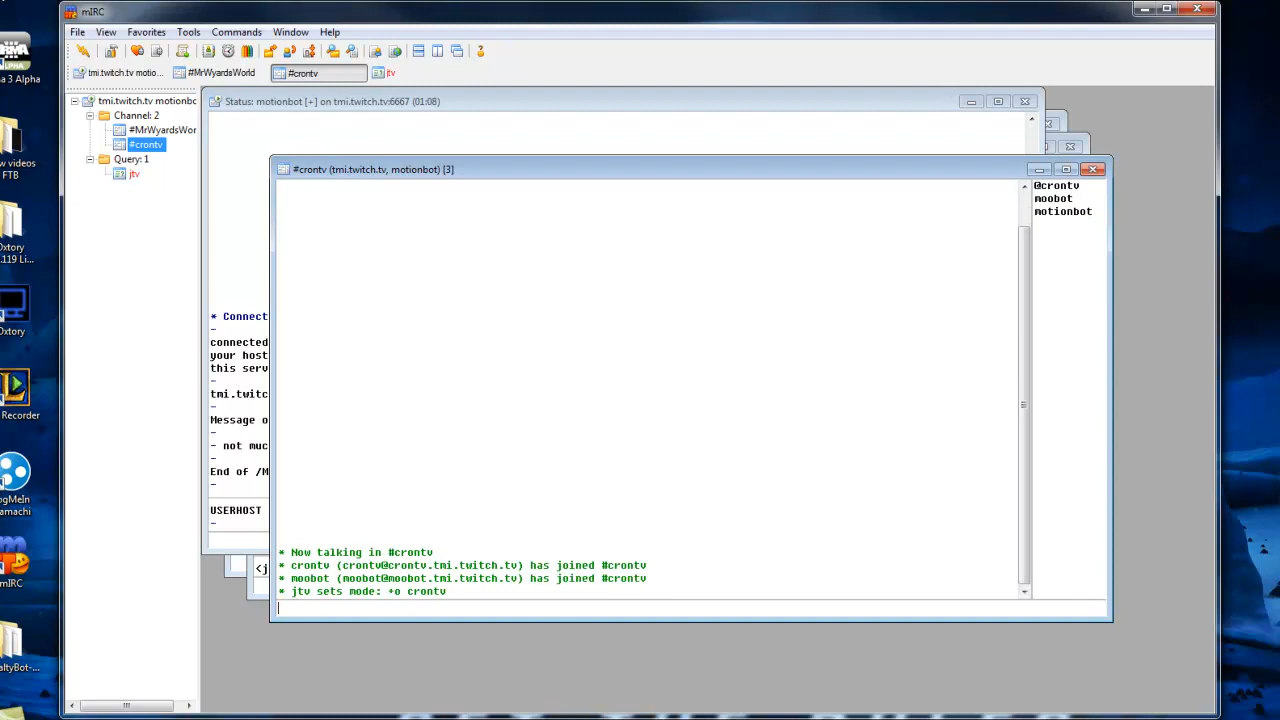 mIRC
File View Favorites Tools Commands Window Help
tmi.twitch.tv motio... #MrWyardsWorld #crontv jtv
tmi.twitch.tv motionbc
Channel: 2
#MrWyardsWor
#crontv
Query: 1
jtv
Status: motionbot [+] on tmi.twitch.tv:6667 (01:08)
* Connect
-
connected
your host
this serv
-
tmi.twitc
-
Message o
-
- not muc
-
End of /M
-
USERHOST
-
<j
#crontv (tmi.twitch.tv, motionbot) [3]
@crontv
moobot
motionbot
* Now talking in #crontv
* crontv (crontv@crontv.tmi.twitch.tv) has joined #crontv
* moobot (moobot@moobot.tmi.twitch.tv) has joined #crontv
* jtv sets mode: +o crontv
a 3 Alpha
w videos
FTB
Oxtory
.119 Li...
Oxtory
Recorder
ogMeIn
amachi
mIRC
altyBot-...